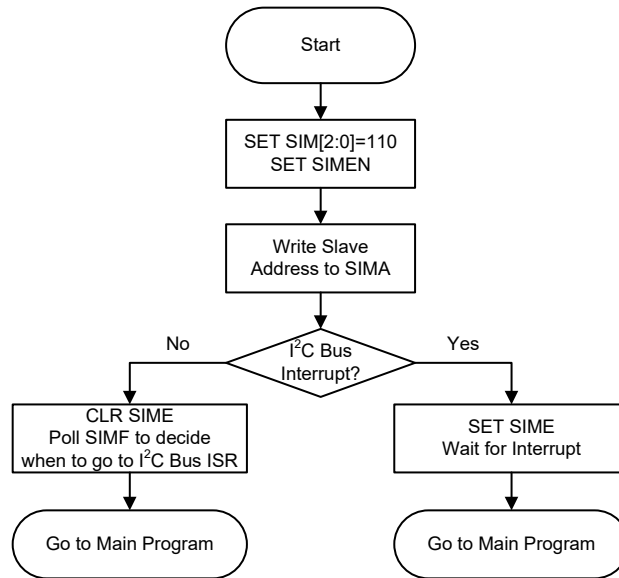 Start
SET SIM[2:0]=110
SET SIMEN
Write Slave
Address to SIMA
I²C Bus
Interrupt?
No
Yes
CLR SIME
Poll SIMF to decide
when to go to I²C Bus ISR
SET SIME
Wait for Interrupt
Go to Main Program
Go to Main Program